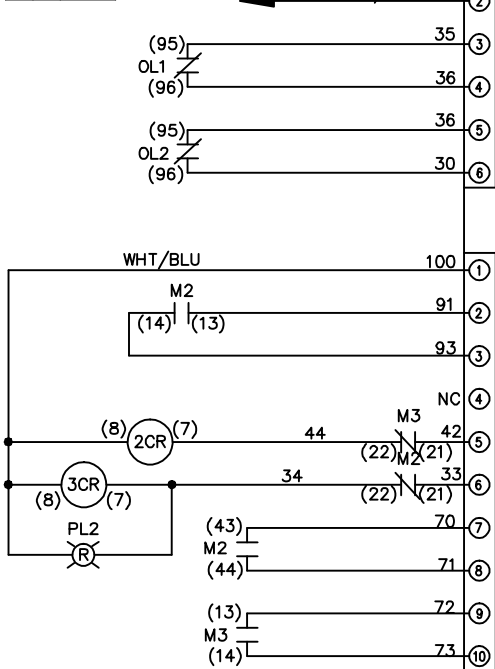 2
(95) 35 3
OL1
(96) 36 4
(95) 36 5
OL2
(96) 30 6
WHT/BLU 100 1
M2 91 2
(14) (13)
93 3
NC 4
M3
(8) 2CR (7) 44 42 5
(22) (21)
M2
3CR 34 33 6
(8) (7) (22) (21)
PL2
R
(43) 70 7
M2
(44) 71 8
(13) 72 9
M3
(14) 73 10